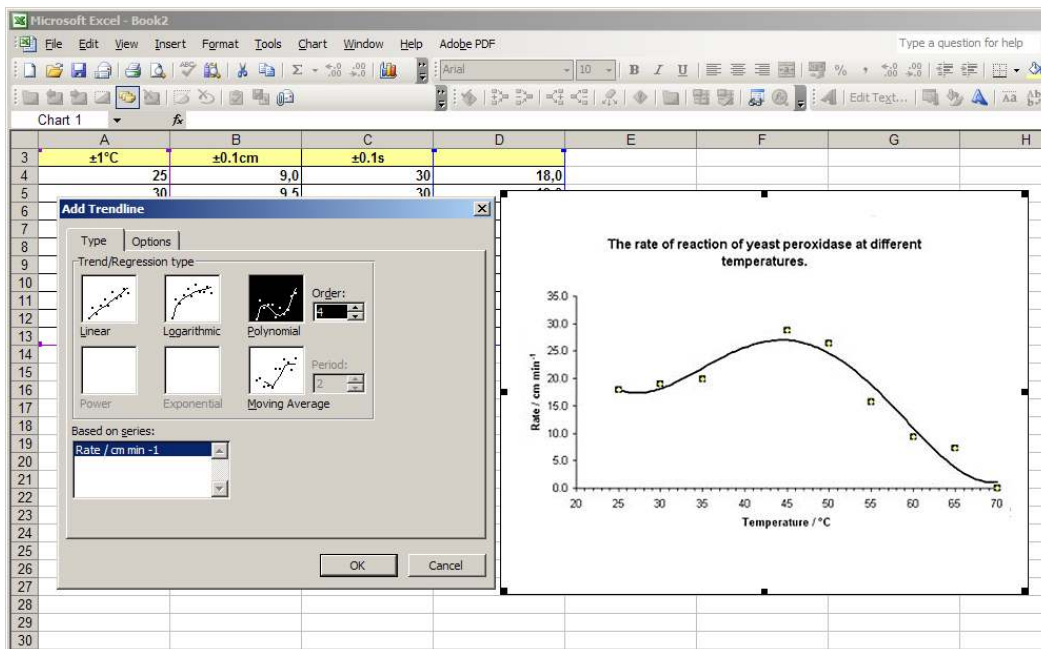 Microsoft Excel - Book2
File Edit View Insert Format Tools Chart Window Help Adobe PDF
Type a question for help
Arial 10 B I U
Edit Text...
Chart 1 fx
A B C D E F G H
3 ±1°C ±0.1cm ±0.1s
4 25 9,0 30 18,0
5 30 9,5 30
6
7
8
9
10
11
12
13
14
15
16
17
18
19
20
21
22
23
24
25
26
27
28
29
30
Add Trendline
Type Options
Trend/Regression type
Order:
4
Linear Logarithmic Polynomial
Period:
2
Power Exponential Moving Average
Based on series:
Rate / cm min -1
OK Cancel
The rate of reaction of yeast peroxidase at different
temperatures.
35.0
30.0
25.0
20.0
15.0
10.0
5.0
0.0
Rate / cm min⁻¹
20 25 30 35 40 45 50 55 60 65 70
Temperature / °C